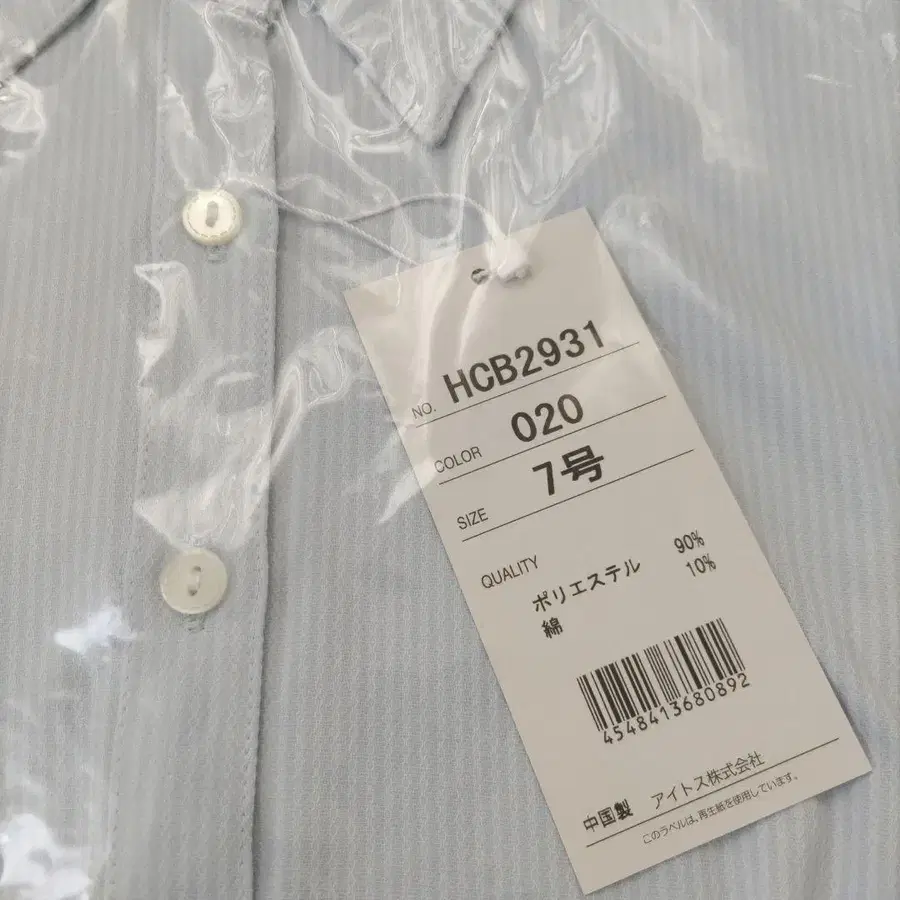 NO. HCB2931
COLOR 020
SIZE 7号
QUALITY
ポリエステル 90%
綿 10%
4548413680892
中国製 アイトス株式会社
このラベルは、再生紙を使用しています。